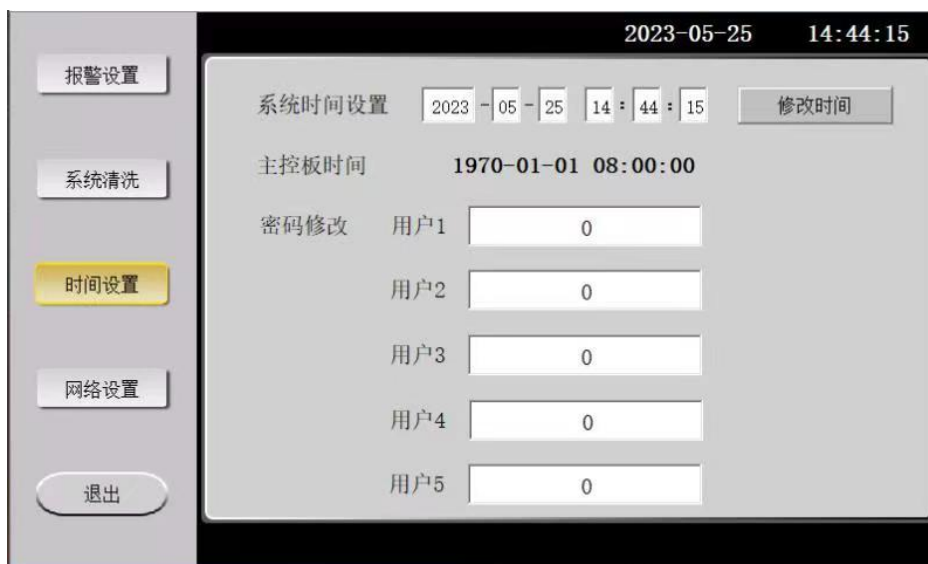 2023-05-25 14:44:15
报警设置
系统清洗
时间设置
网络设置
退出
系统时间设置 2023-05-25 14:44:15 修改时间
主控板时间 1970-01-01 08:00:00
密码修改 用户1 0
用户2 0
用户3 0
用户4 0
用户5 0